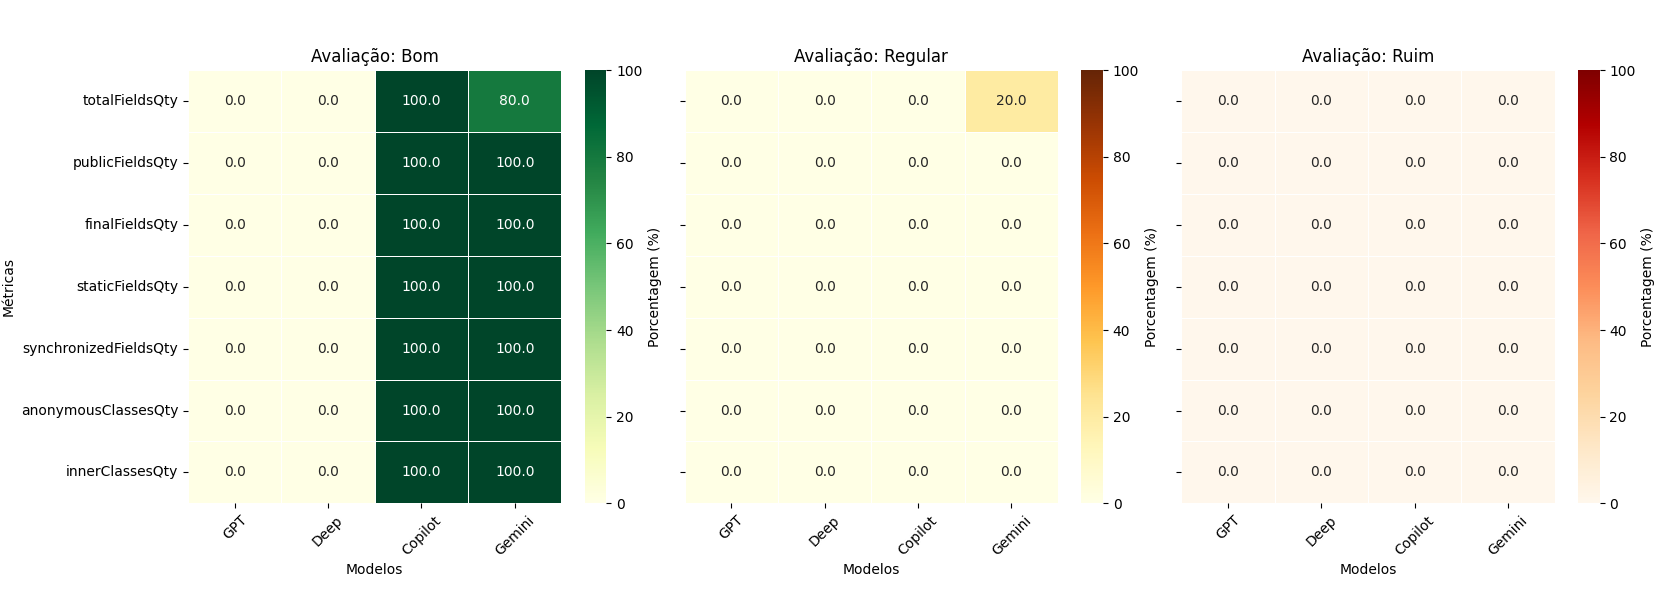 Avaliação: Bom
Avaliação: Regular
Avaliação: Ruim
Métricas
totalFieldsQty 0.0 0.0 100.0 80.0
publicFieldsQty 0.0 0.0 100.0 100.0
finalFieldsQty 0.0 0.0 100.0 100.0
staticFieldsQty 0.0 0.0 100.0 100.0
synchronizedFieldsQty 0.0 0.0 100.0 100.0
anonymousClassesQty 0.0 0.0 100.0 100.0
innerClassesQty 0.0 0.0 100.0 100.0
GPT Deep Copilot Gemini
Modelos
100
80
60
40
20
0
Porcentagem (%)
0.0 0.0 0.0 20.0
0.0 0.0 0.0 0.0
0.0 0.0 0.0 0.0
0.0 0.0 0.0 0.0
0.0 0.0 0.0 0.0
0.0 0.0 0.0 0.0
0.0 0.0 0.0 0.0
GPT Deep Copilot Gemini
Modelos
100
80
60
40
20
0
Porcentagem (%)
0.0 0.0 0.0 0.0
0.0 0.0 0.0 0.0
0.0 0.0 0.0 0.0
0.0 0.0 0.0 0.0
0.0 0.0 0.0 0.0
0.0 0.0 0.0 0.0
0.0 0.0 0.0 0.0
GPT Deep Copilot Gemini
Modelos
100
80
60
40
20
0
Porcentagem (%)